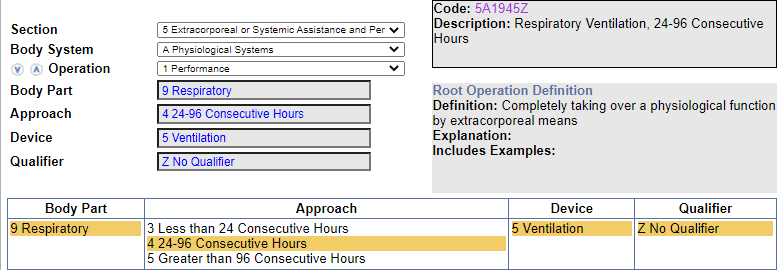 Section
5 Extracorporeal or Systemic Assistance and Per
Body System
A Physiological Systems
Operation
1 Performance
Body Part
9 Respiratory
Approach
4 24-96 Consecutive Hours
Device
5 Ventilation
Qualifier
Z No Qualifier
Code: 5A1945Z
Description: Respiratory Ventilation, 24-96 Consecutive
Hours
Root Operation Definition
Definition: Completely taking over a physiological function
by extracorporeal means
Explanation:
Includes Examples:
Body Part Approach Device Qualifier
9 Respiratory 3 Less than 24 Consecutive Hours 5 Ventilation Z No Qualifier
4 24-96 Consecutive Hours
5 Greater than 96 Consecutive Hours